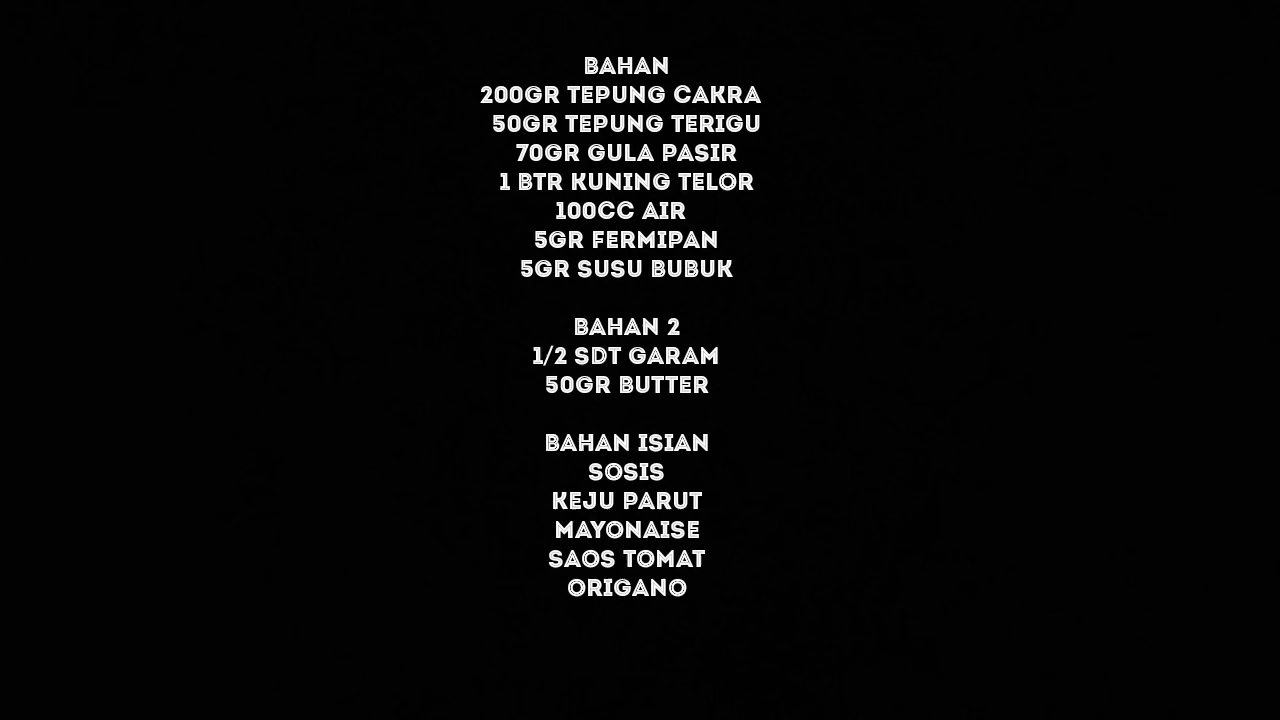 BAHAN
200GR TEPUNG CAKRA
50GR TEPUNG TERIGU
70GR GULA PASIR
1 BTR KUNING TELOR
100CC AIR
5GR FERMIPAN
5GR SUSU BUBUK
BAHAN 2
1/2 SDT GARAM
50GR BUTTER
BAHAN ISIAN
SOSIS
KEJU PARUT
MAYONAISE
SAOS TOMAT
ORIGANO